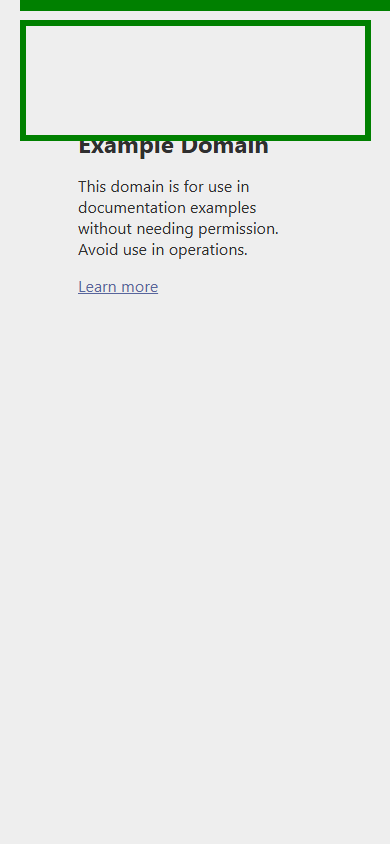 Example Domain
This domain is for use in
documentation examples
without needing permission.
Avoid use in operations.
Learn more